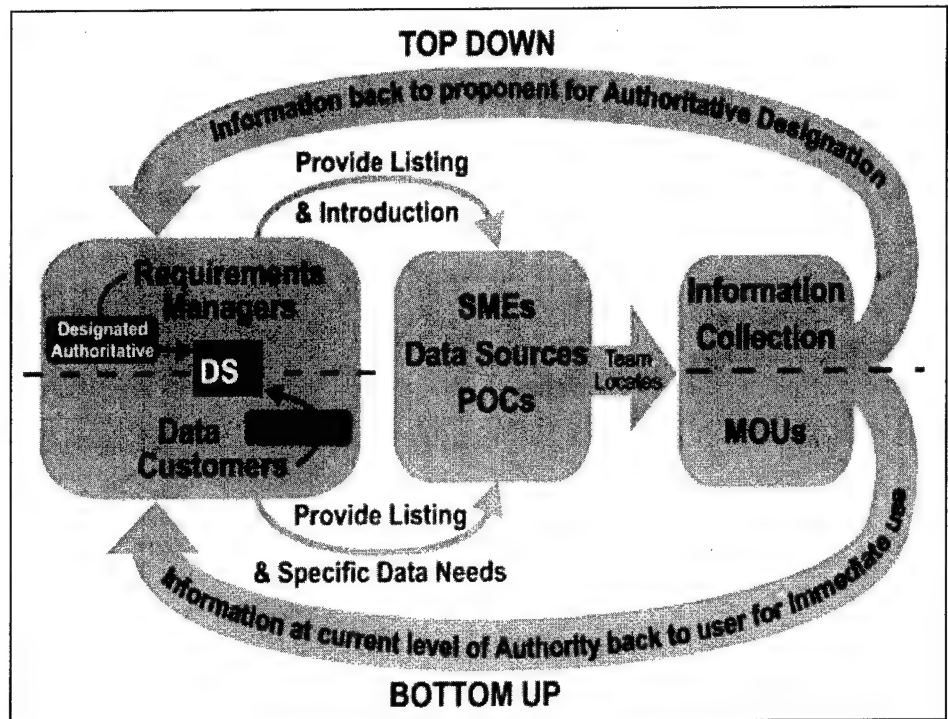 TOP DOWN
Information back to proponent for Authoritative Designation
Provide Listing
& Introduction
Requirements
Managers
Designated
Authoritative
DS
Data
Customers
SMEs
Data Sources
POCs
Team
Locates
Information
Collection
MOUs
Provide Listing
& Specific Data Needs
Information at current level of Authority back to user for Immediate use
BOTTOM UP